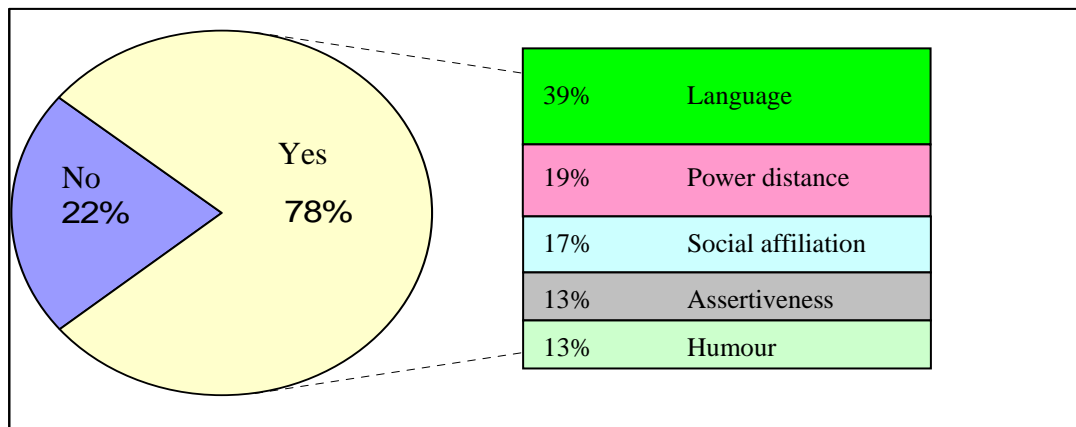 Yes
78%
No
22%
39% Language
19% Power distance
17% Social affiliation
13% Assertiveness
13% Humour